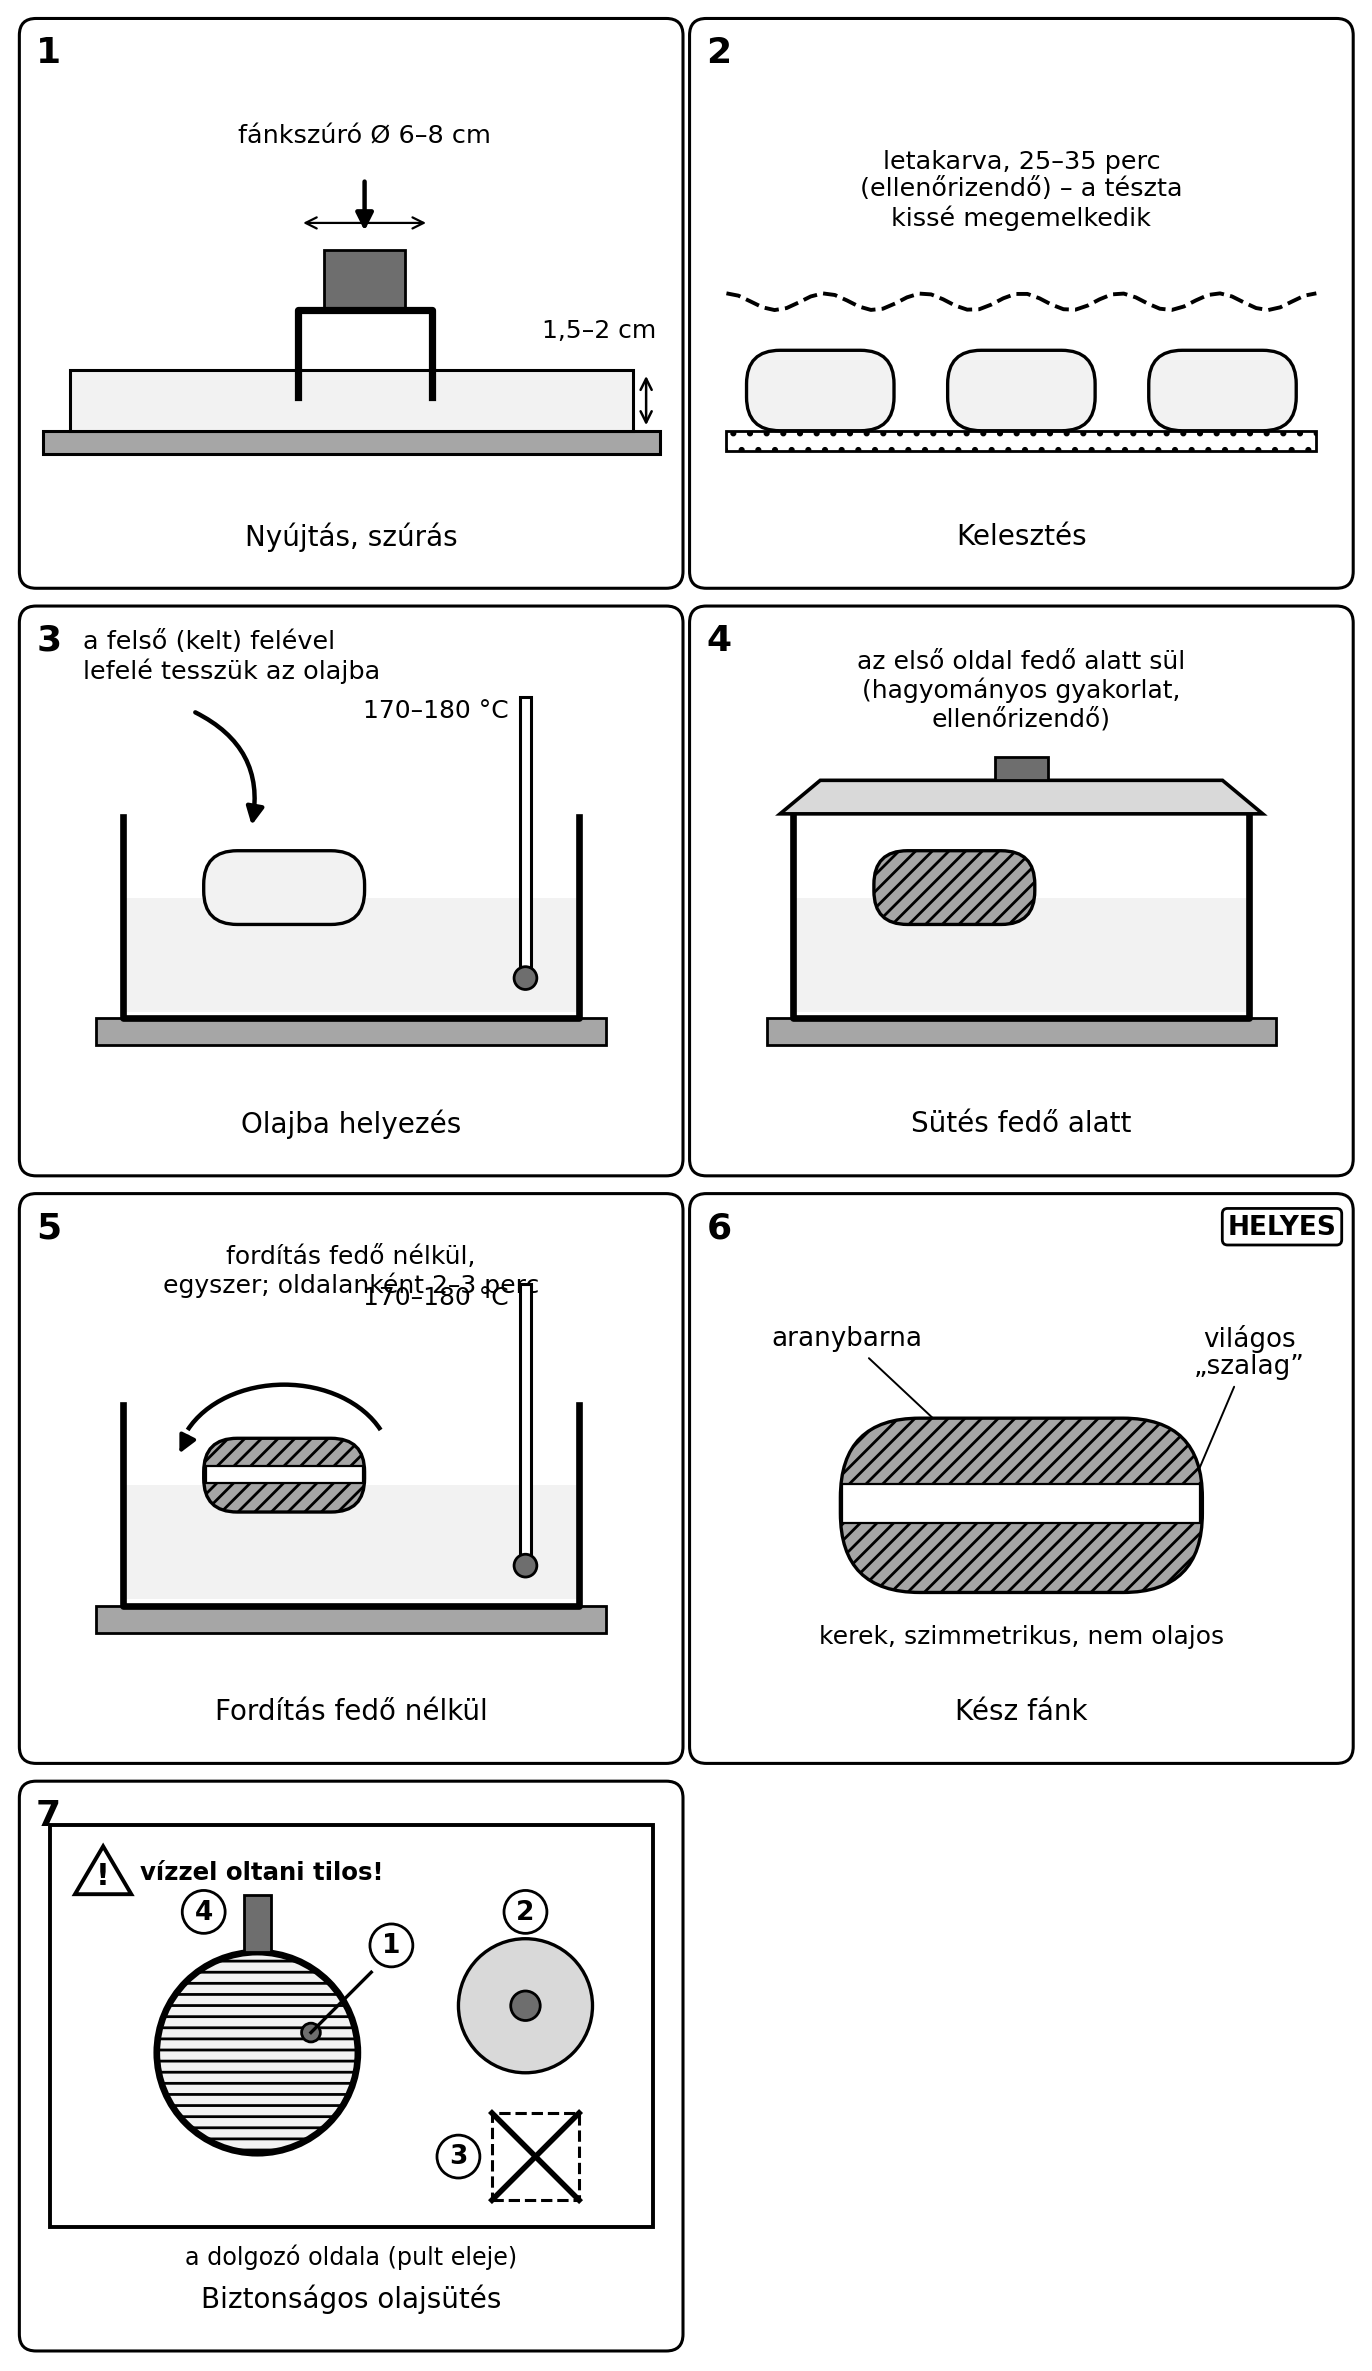 1
fánkszúró Ø 6–8 cm
1,5–2 cm
Nyújtás, szúrás
2
letakarva, 25–35 perc
(ellenőrizendő) – a tészta
kissé megemelkedik
Kelesztés
3
a felső (kelt) felével
lefelé tesszük az olajba
170–180 °C
Olajba helyezés
4
az első oldal fedő alatt sül
(hagyományos gyakorlat,
ellenőrizendő)
Sütés fedő alatt
5
fordítás fedő nélkül,
egyszer; oldalanként 2–3 perc
170–180 °C
Fordítás fedő nélkül
6
HELYES
aranybarna
világos
„szalag”
kerek, szimmetrikus, nem olajos
Kész fánk
7
! vízzel oltani tilos!
4
2
1
3
a dolgozó oldala (pult eleje)
Biztonságos olajsütés